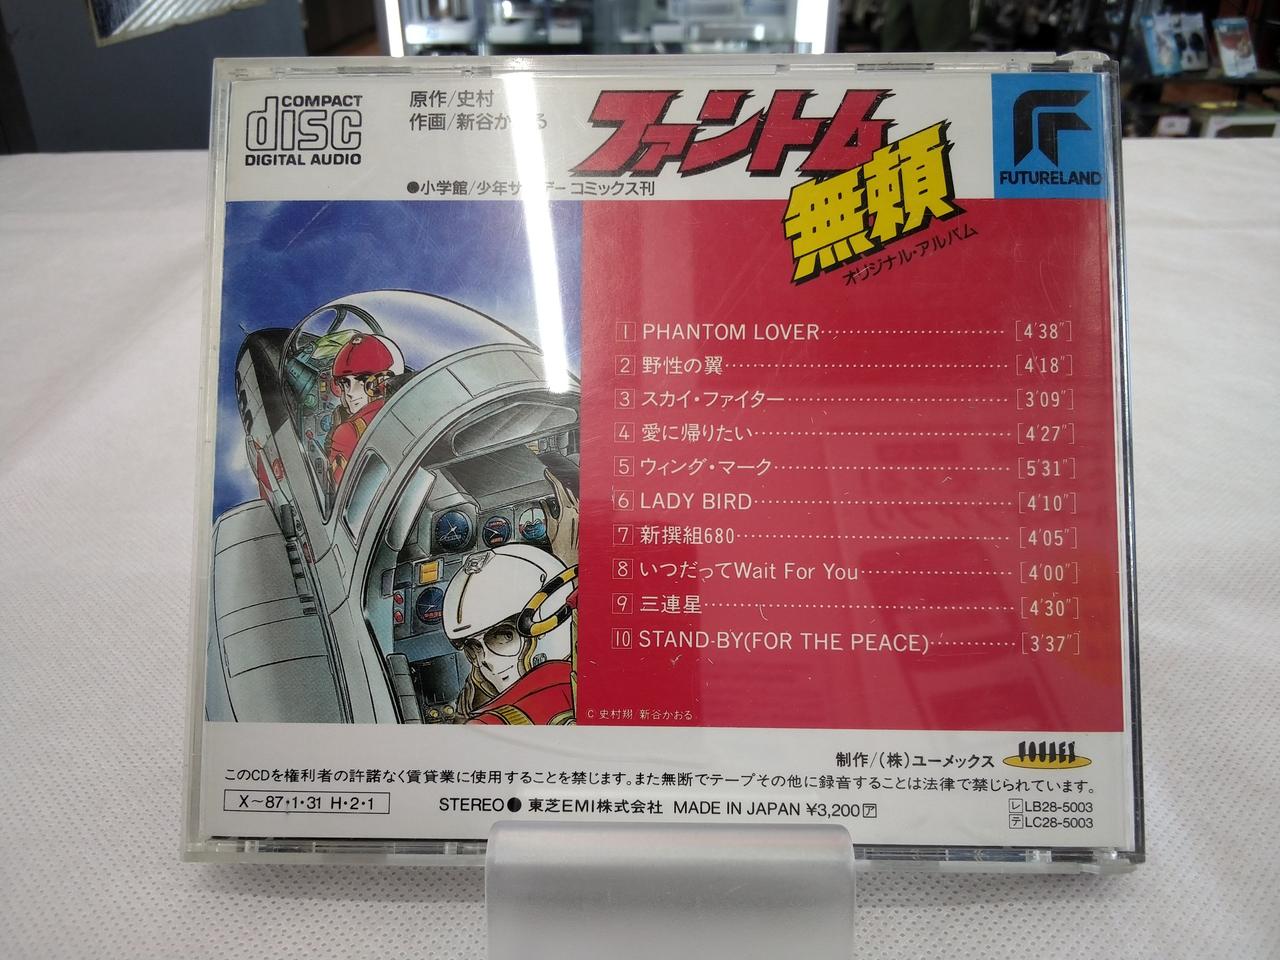 COMPACT
disc
DIGITAL AUDIO
原作/史村
作画/新谷かおる
●小学館/少年サンデーコミックス刊
ファントム
無頼
オリジナル・アルバム
FUTURELAND
1 PHANTOM LOVER [4'38"]
2 野性の翼 [4'18"]
3 スカイ・ファイター [3'09"]
4 愛に帰りたい [4'27"]
5 ウィング・マーク [5'31"]
6 LADY BIRD [4'10"]
7 新撰組680 [4'05"]
8 いつだってWait For You [4'00"]
9 三連星 [4'30"]
10 STAND-BY(FOR THE PEACE) [3'37"]
C 史村翔 新谷かおる
制作/(株)ユーメックス
このCDを権利者の許諾なく賃貸業に使用することを禁じます。また無断でテープその他に録音することは法律で禁じられています。
X〜87・1・31 H・2・1
STEREO● 東芝EMI株式会社 MADE IN JAPAN ¥3,200 ア
レ LB28-5003
テ LC28-5003